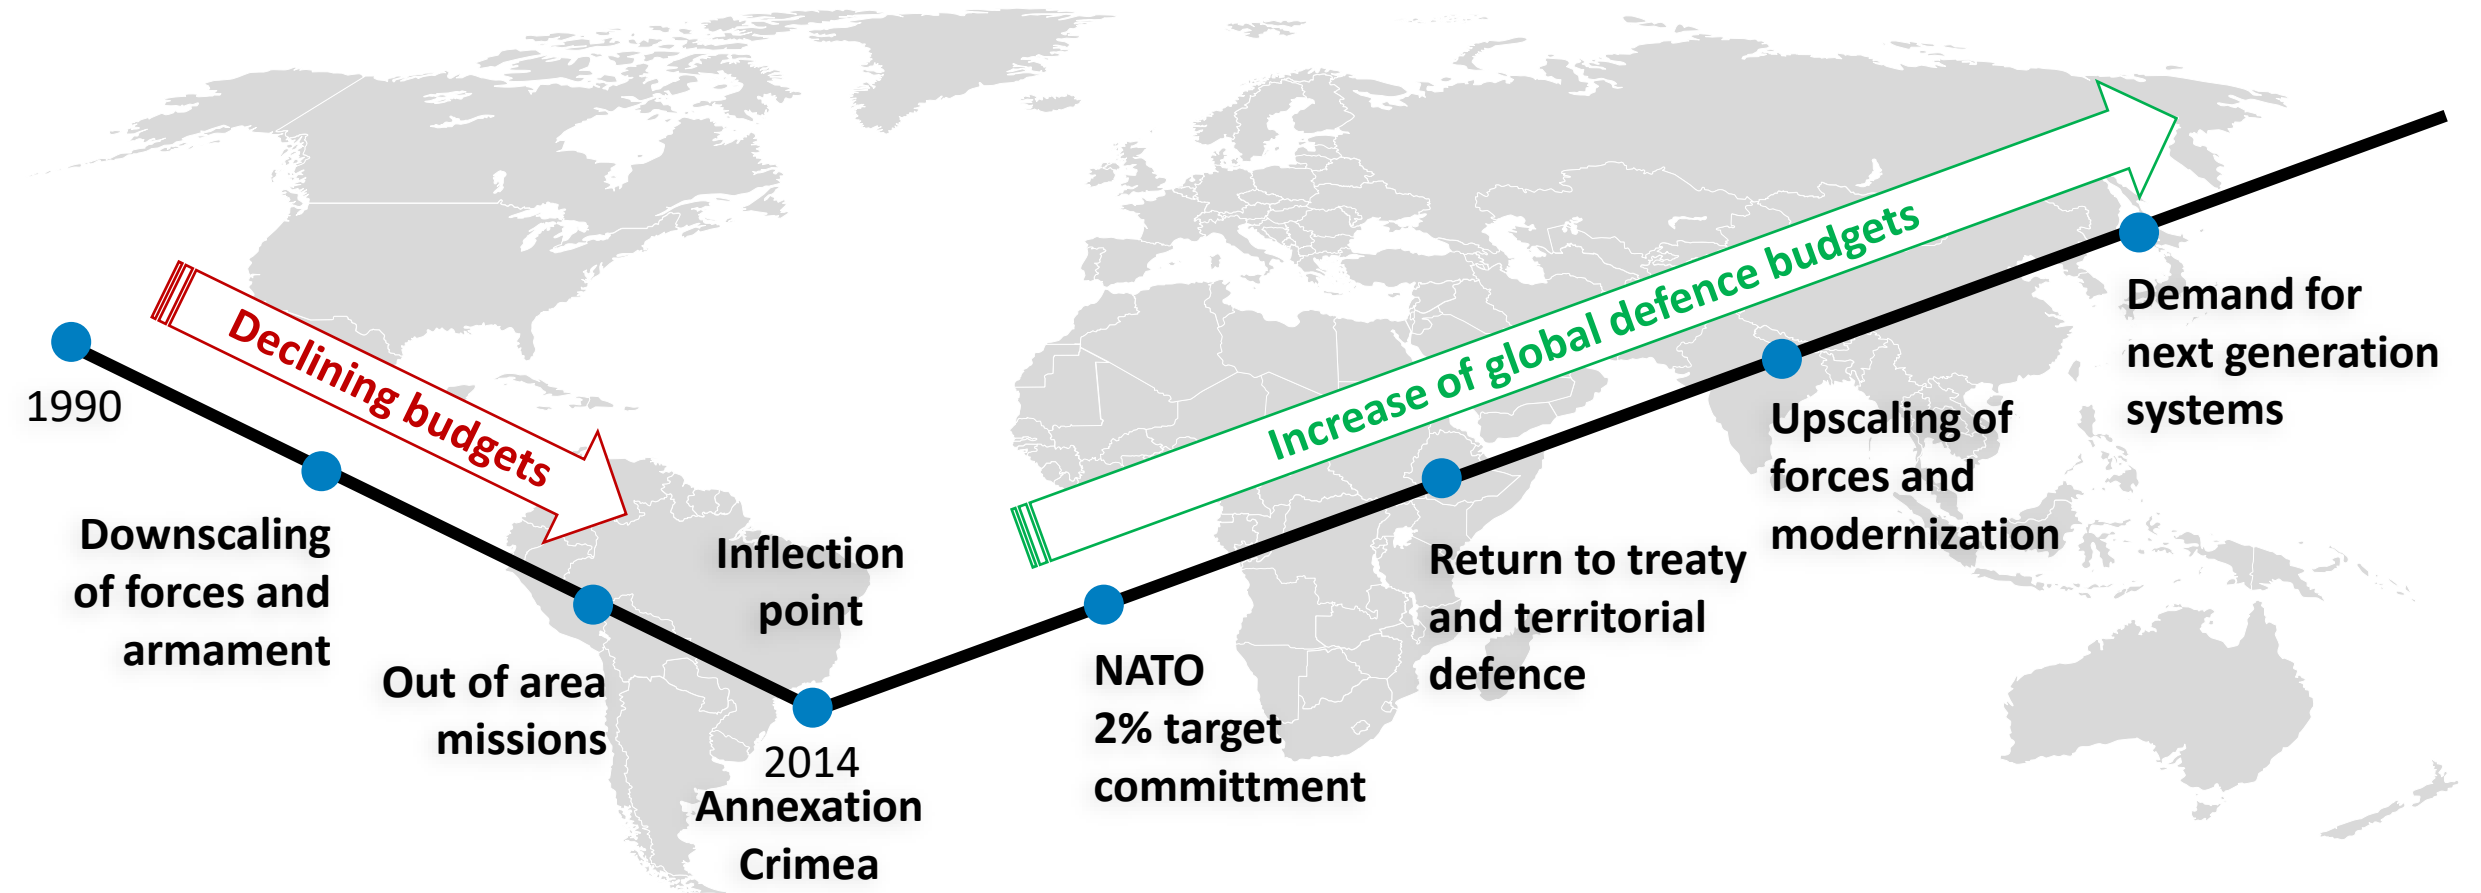 1990
Declining budgets
Downscaling
of forces and
armament
Out of area
missions
Inflection
point
2014
Annexation
Crimea
Increase of global defence budgets
NATO
2% target
committment
Return to treaty
and territorial
defence
Upscaling of
forces and
modernization
Demand for
next generation
systems